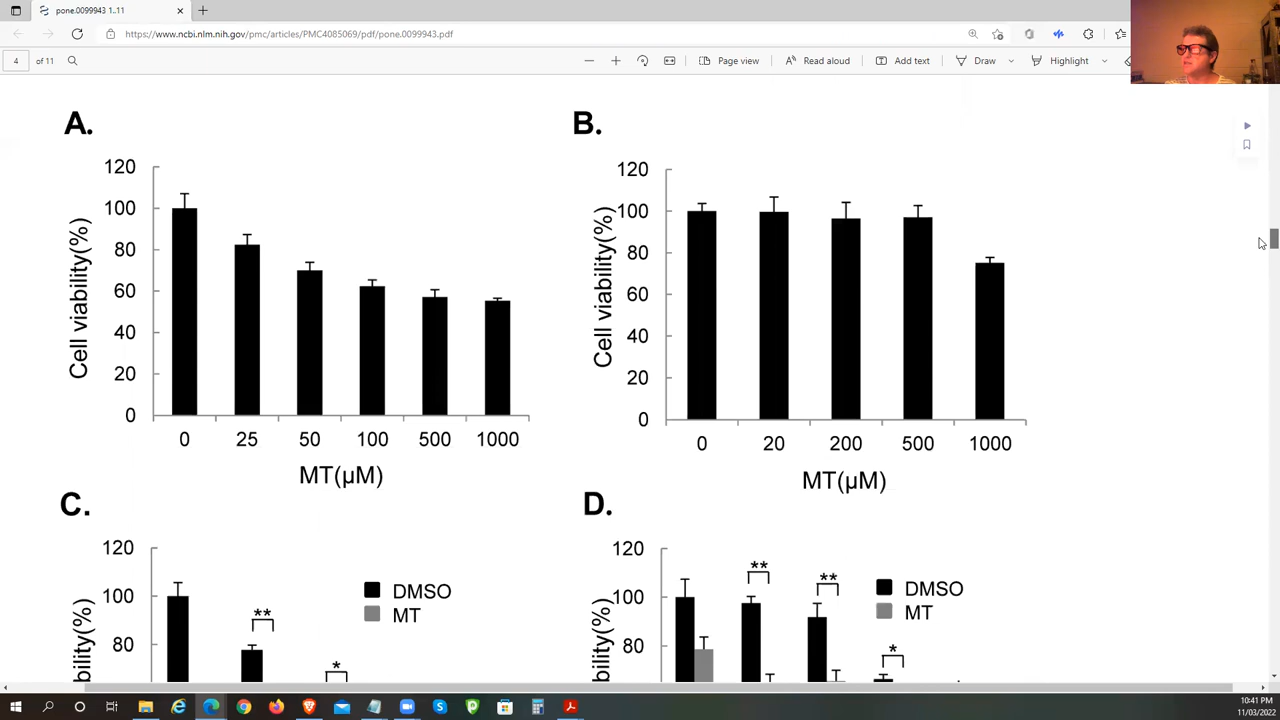 pone.0099943 1..11
https://www.ncbi.nlm.nih.gov/pmc/articles/PMC4085069/pdf/pone.0099943.pdf
4 of 11
Page view
Read aloud
Add text
Draw
Highlight
A.
120
100
80
60
40
20
0
Cell viability(%)
0 25 50 100 500 1000
MT(µM)
B.
120
100
80
60
40
20
0
Cell viability(%)
0 20 200 500 1000
MT(µM)
C.
120
100
80
bility(%)
**
*
DMSO
MT
D.
120
100
80
bility(%)
**
**
*
DMSO
MT
10:41 PM
11/03/2022